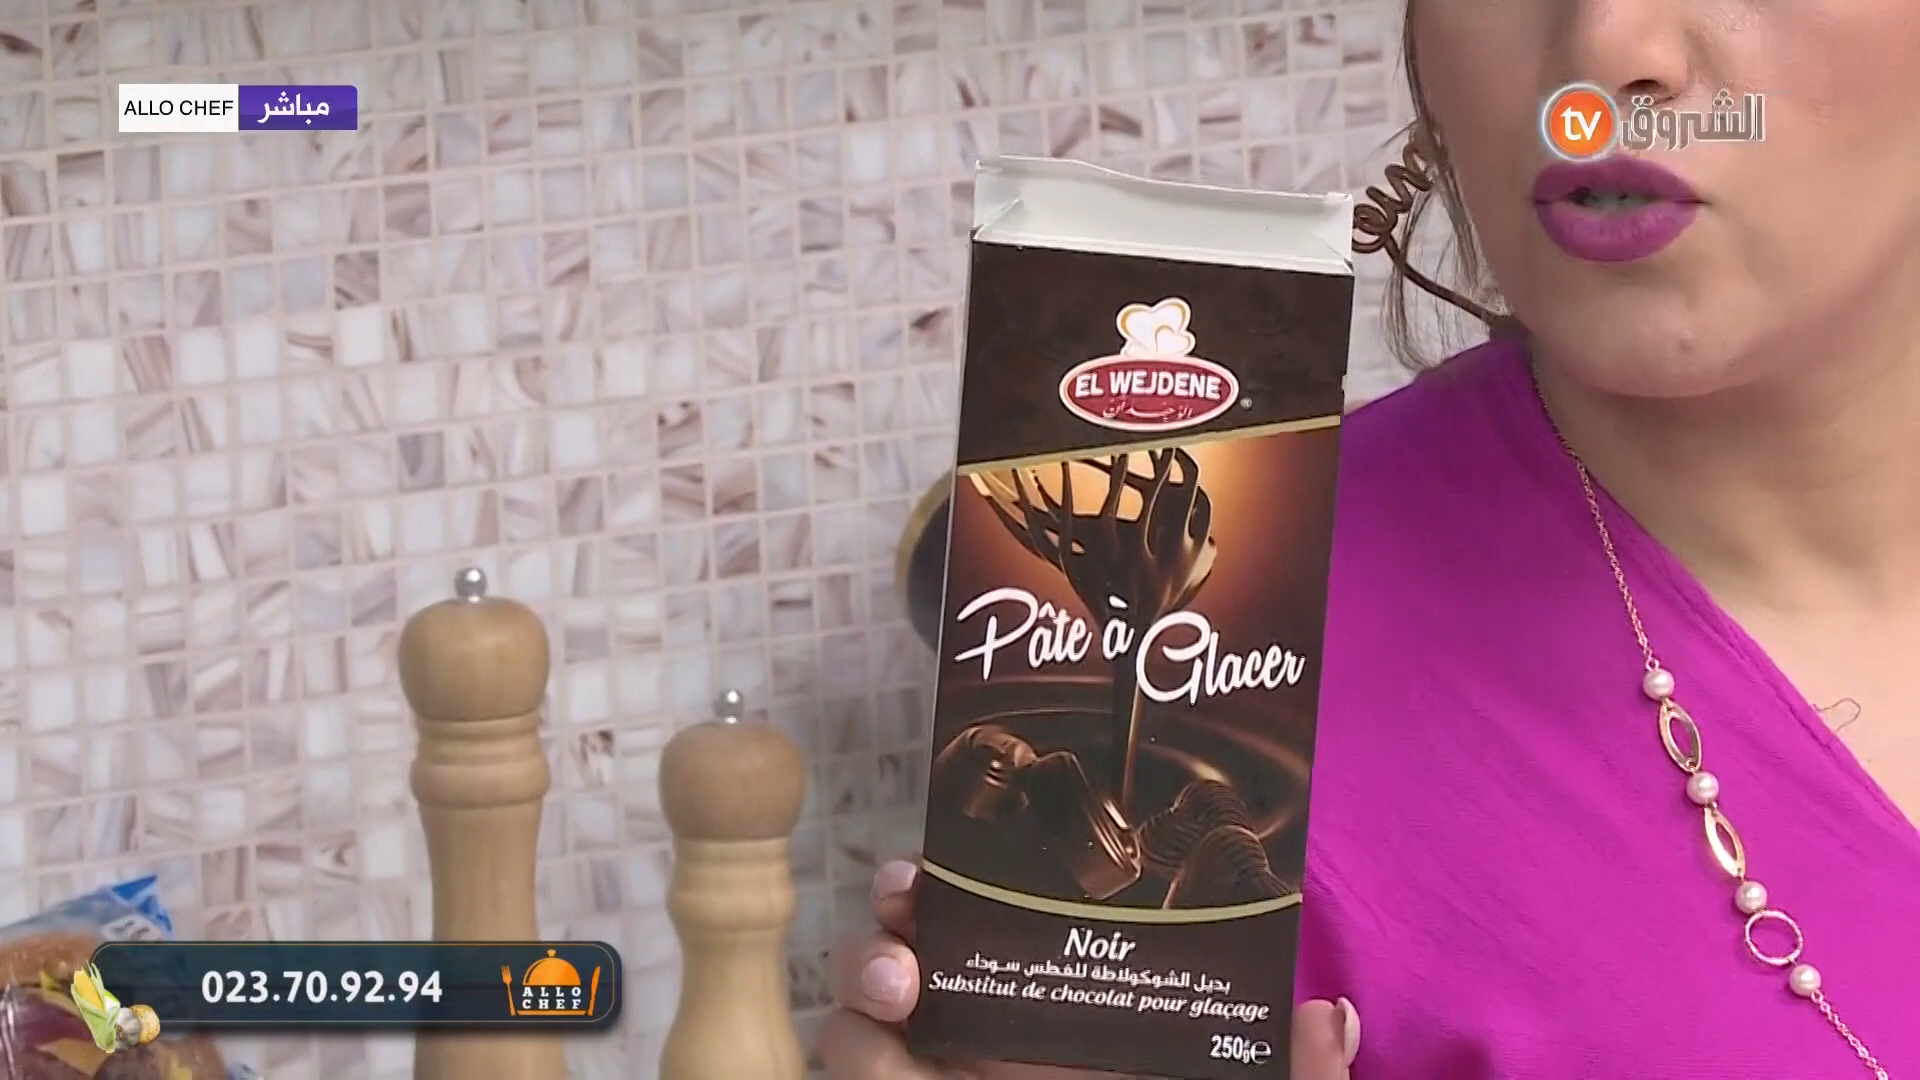 ALLO CHEF
مباشر
tv الشروق
EL WEJDENE
الوجدان
Pâte à Glacer
Noir
بديل الشوكولاطة للغطس سوداء
Substitut de chocolat pour glaçage
250g℮
023.70.92.94
ALLO
CHEF